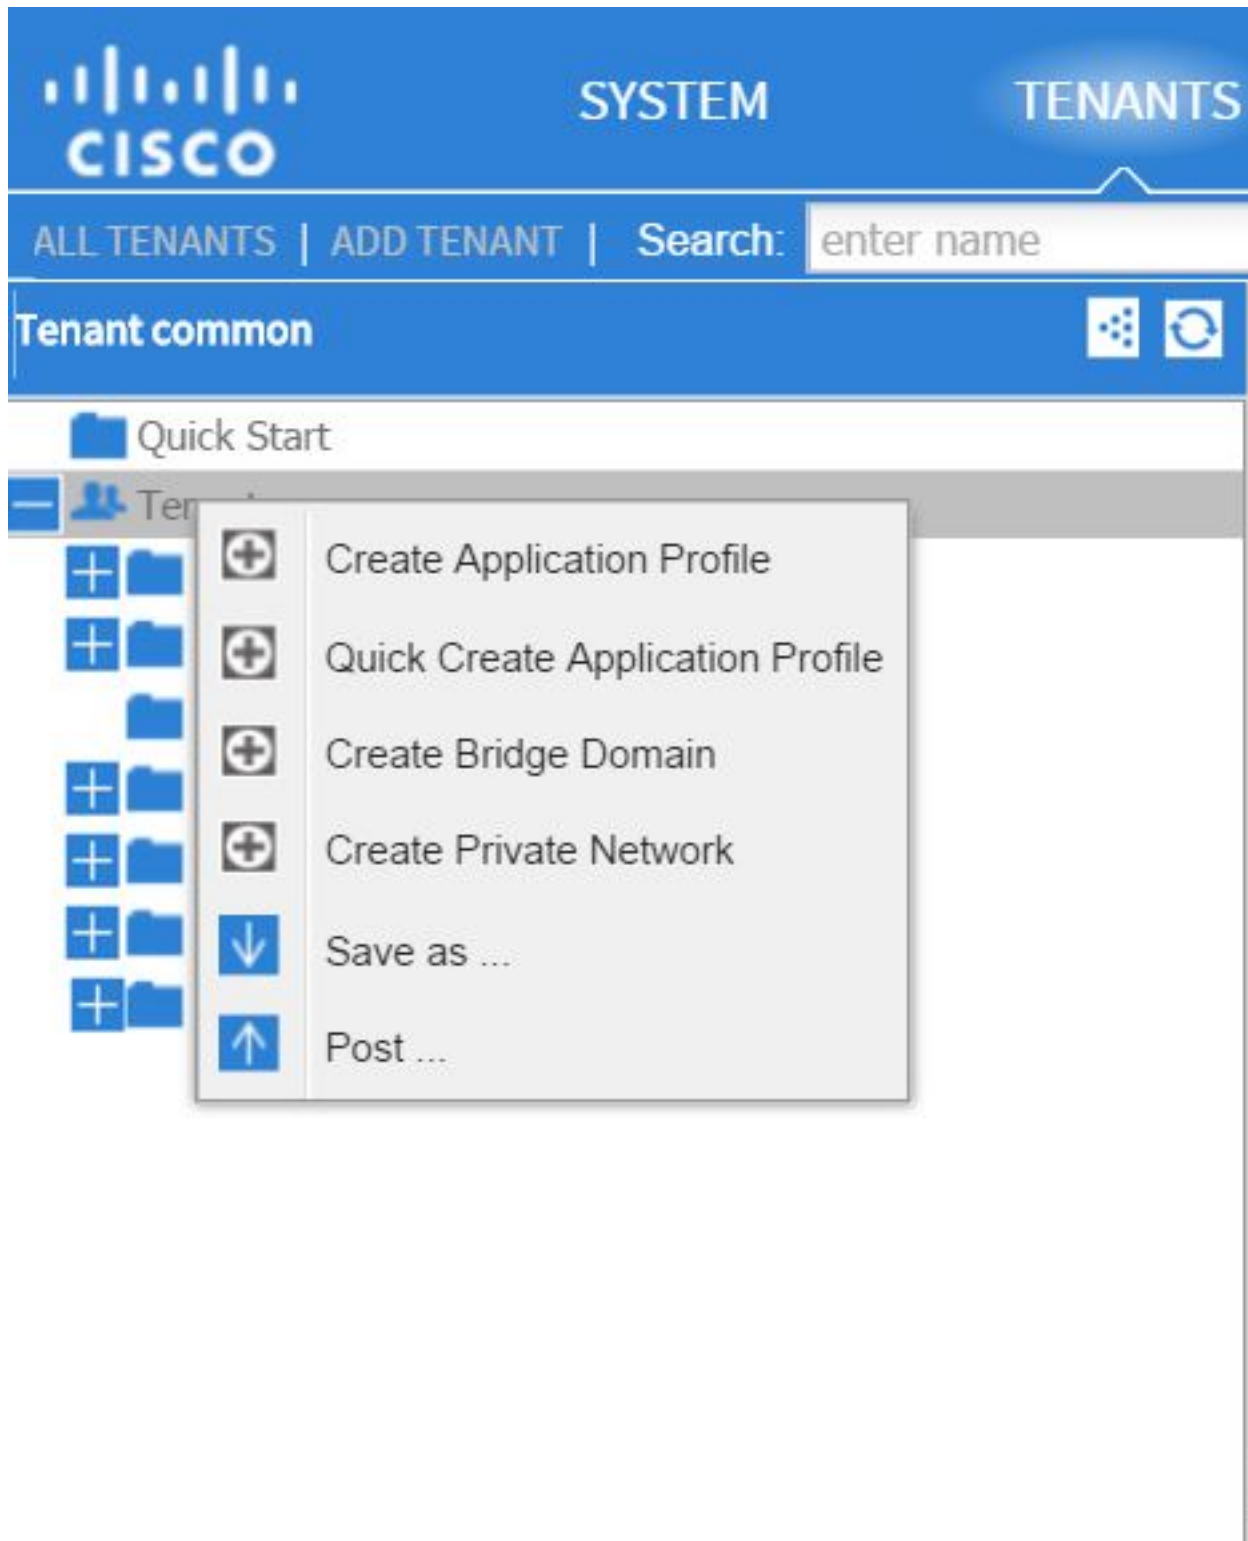 CISCO
SYSTEM TENANTS
ALL TENANTS | ADD TENANT | Search: enter name
Tenant common
Quick Start
Create Application Profile
Quick Create Application Profile
Create Bridge Domain
Create Private Network
Save as ...
Post ...